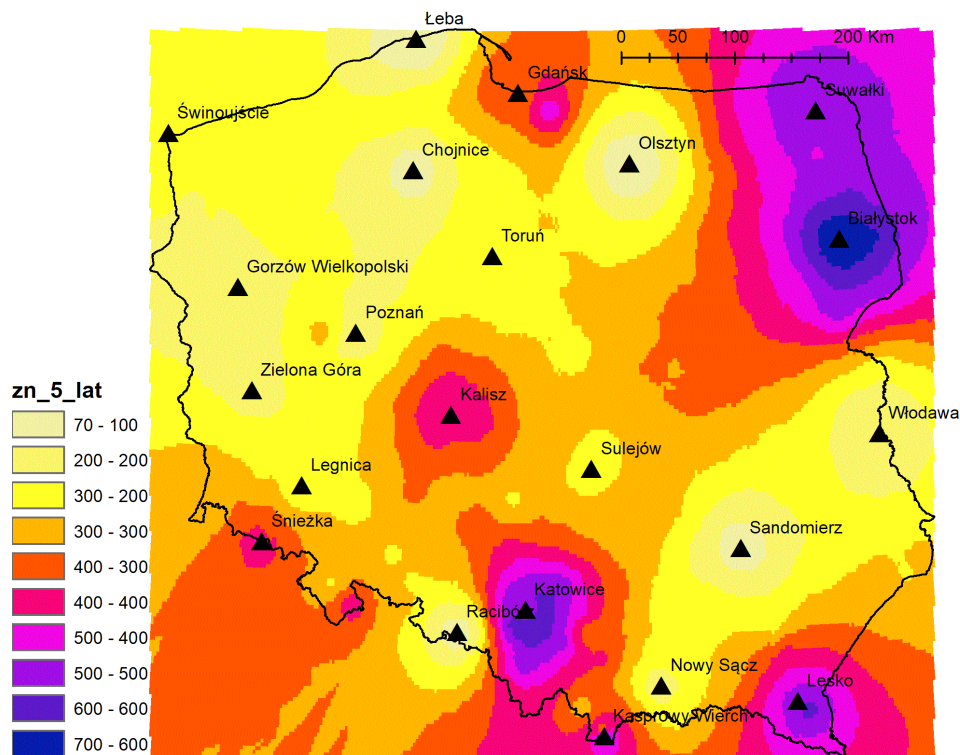 Łeba
0 50 100 200 Km
Gdańsk
Suwałki
Świnoujście
Chojnice
Olsztyn
Białystok
Toruń
Gorzów Wielkopolski
Poznań
Zielona Góra
zn_5_lat
Kalisz
Włodawa
70 - 100
200 - 200
Sulejów
Legnica
300 - 200
300 - 300
Śnieżka
Sandomierz
400 - 300
400 - 400
Katowice
Racibórz
500 - 400
500 - 500
Nowy Sącz
Lesko
600 - 600
Kasprowy Wierch
700 - 600